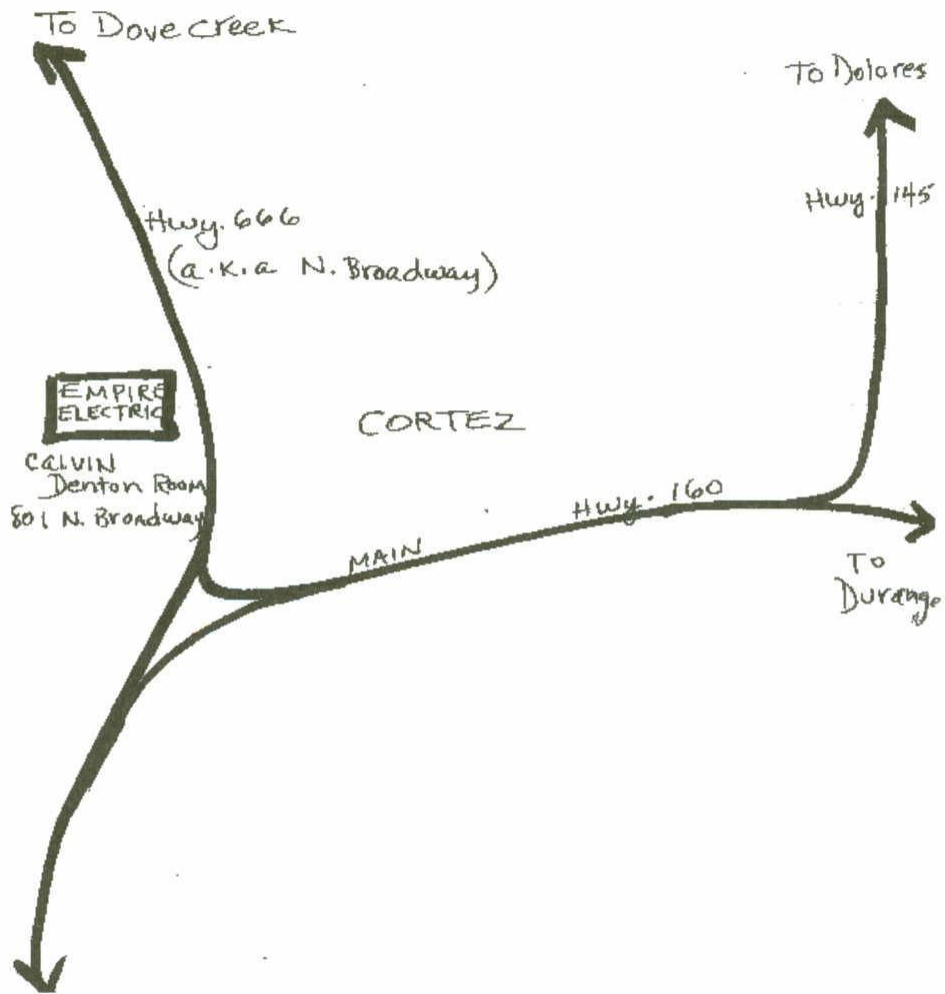 To Dove Creek
To Dolores
Hwy. 145
Hwy. 666
(a.k.a N. Broadway)
EMPIRE
ELECTRIC
CORTEZ
CALVIN
Denton Room
801 N. Broadway
Hwy. 160
MAIN
To
Durango